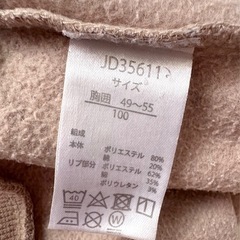 JD35611
サイズ
胸囲 49～55
100
組成
本体 ポリエステル 80%
綿 20%
リブ部分 ポリエステル 62%
綿 35%
ポリウレタン 3%
40
W